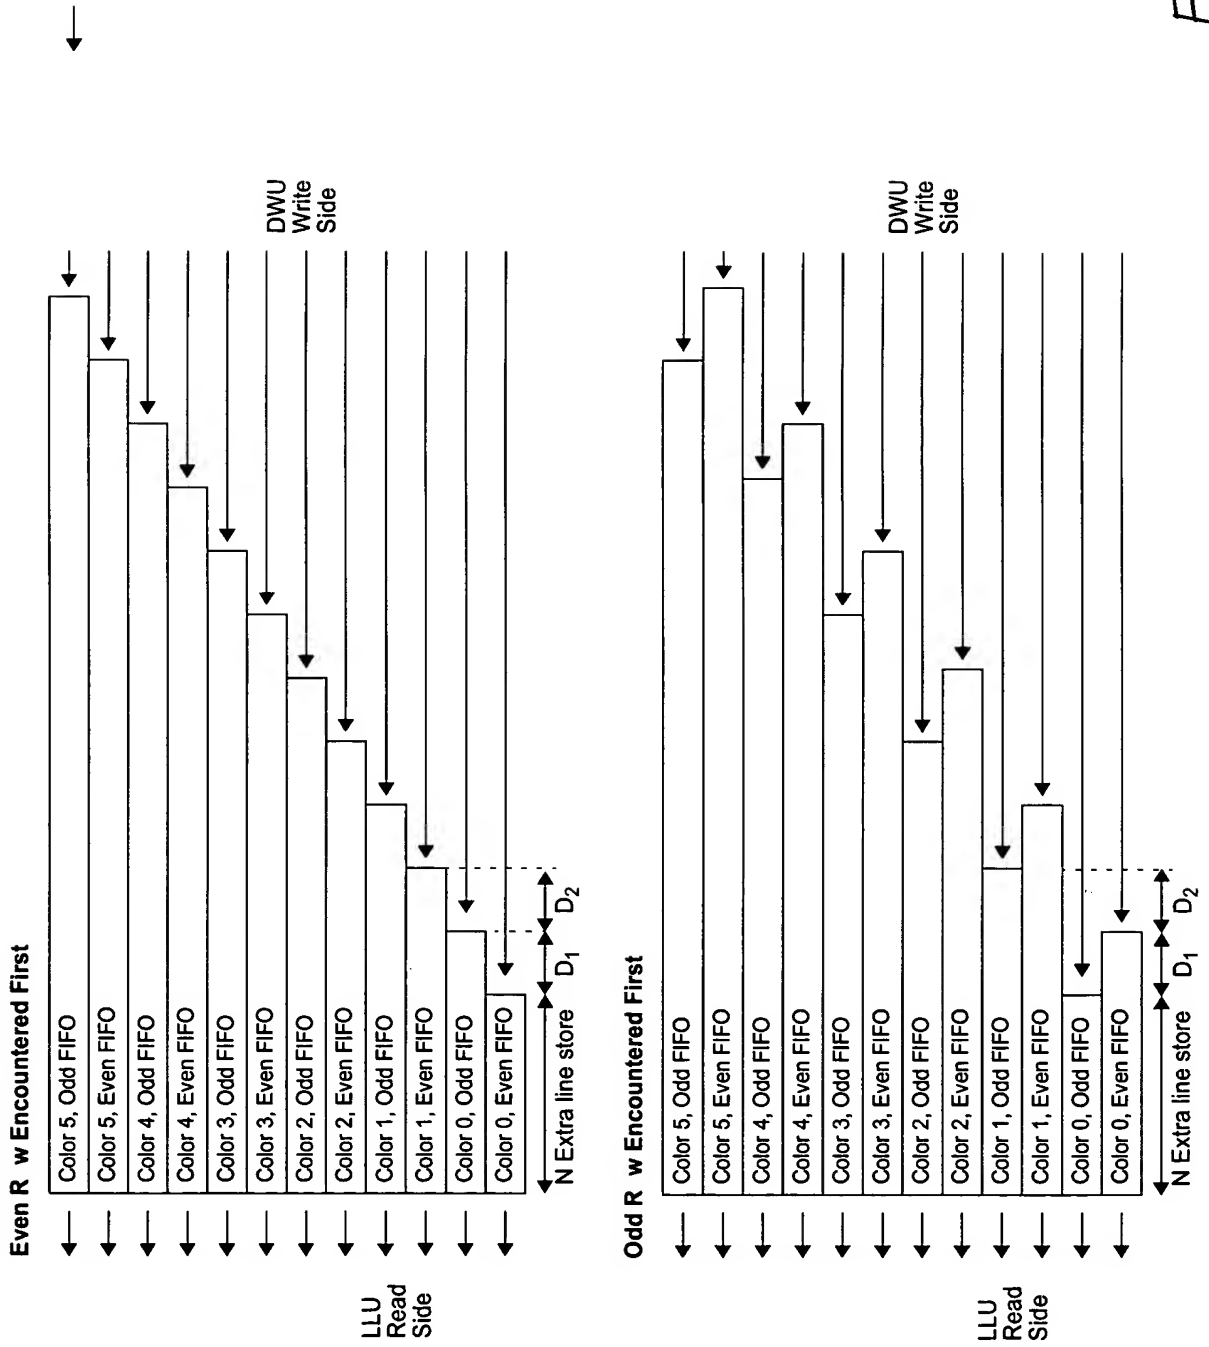 Even R w Encountered First
Color 5, Odd FIFO
Color 5, Even FIFO
Color 4, Odd FIFO
Color 4, Even FIFO
Color 3, Odd FIFO
Color 3, Even FIFO
Color 2, Odd FIFO
Color 2, Even FIFO
Color 1, Odd FIFO
Color 1, Even FIFO
Color 0, Odd FIFO
Color 0, Even FIFO
LLU
Read
Side
DWU
Write
Side
N Extra line store
D1
D2
Odd R w Encountered First
Color 5, Odd FIFO
Color 5, Even FIFO
Color 4, Odd FIFO
Color 4, Even FIFO
Color 3, Odd FIFO
Color 3, Even FIFO
Color 2, Odd FIFO
Color 2, Even FIFO
Color 1, Odd FIFO
Color 1, Even FIFO
Color 0, Odd FIFO
Color 0, Even FIFO
LLU
Read
Side
DWU
Write
Side
N Extra line store
D1
D2